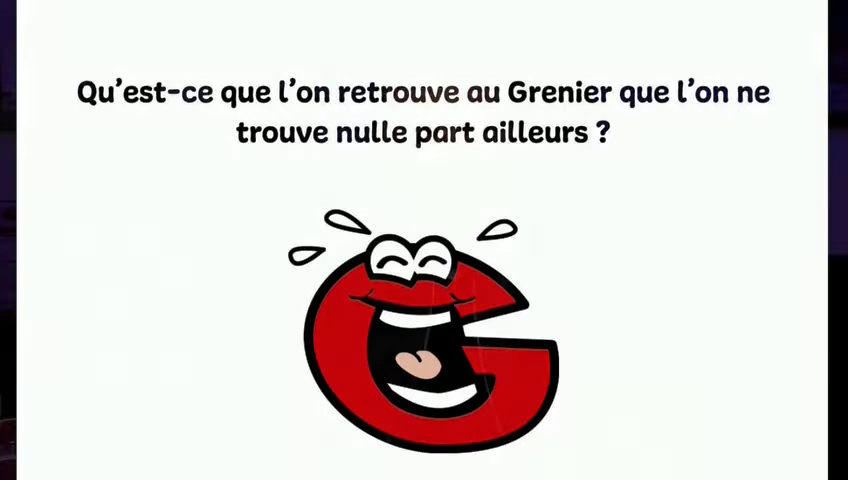 Qu'est-ce que l'on retrouve au Grenier que l'on ne
trouve nulle part ailleurs ?